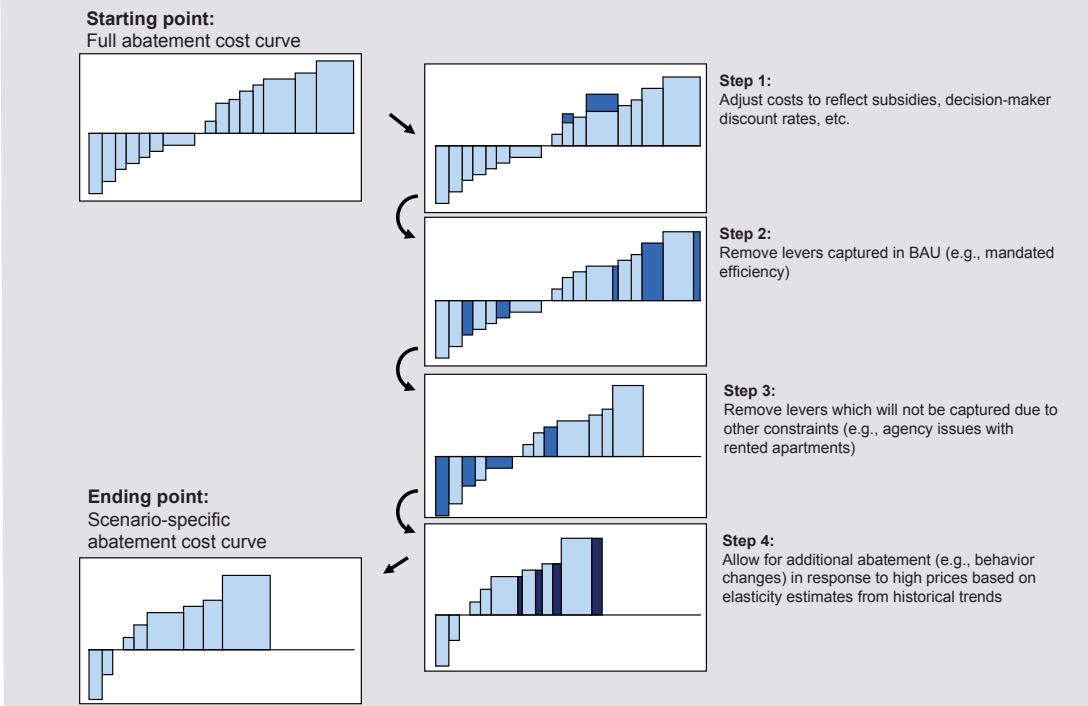 Starting point:
Full abatement cost curve
Step 1:
Adjust costs to reflect subsidies, decision-maker
discount rates, etc.
Step 2:
Remove levers captured in BAU (e.g., mandated
efficiency)
Step 3:
Remove levers which will not be captured due to
other constraints (e.g., agency issues with
rented apartments)
Step 4:
Allow for additional abatement (e.g., behavior
changes) in response to high prices based on
elasticity estimates from historical trends
Ending point:
Scenario-specific
abatement cost curve